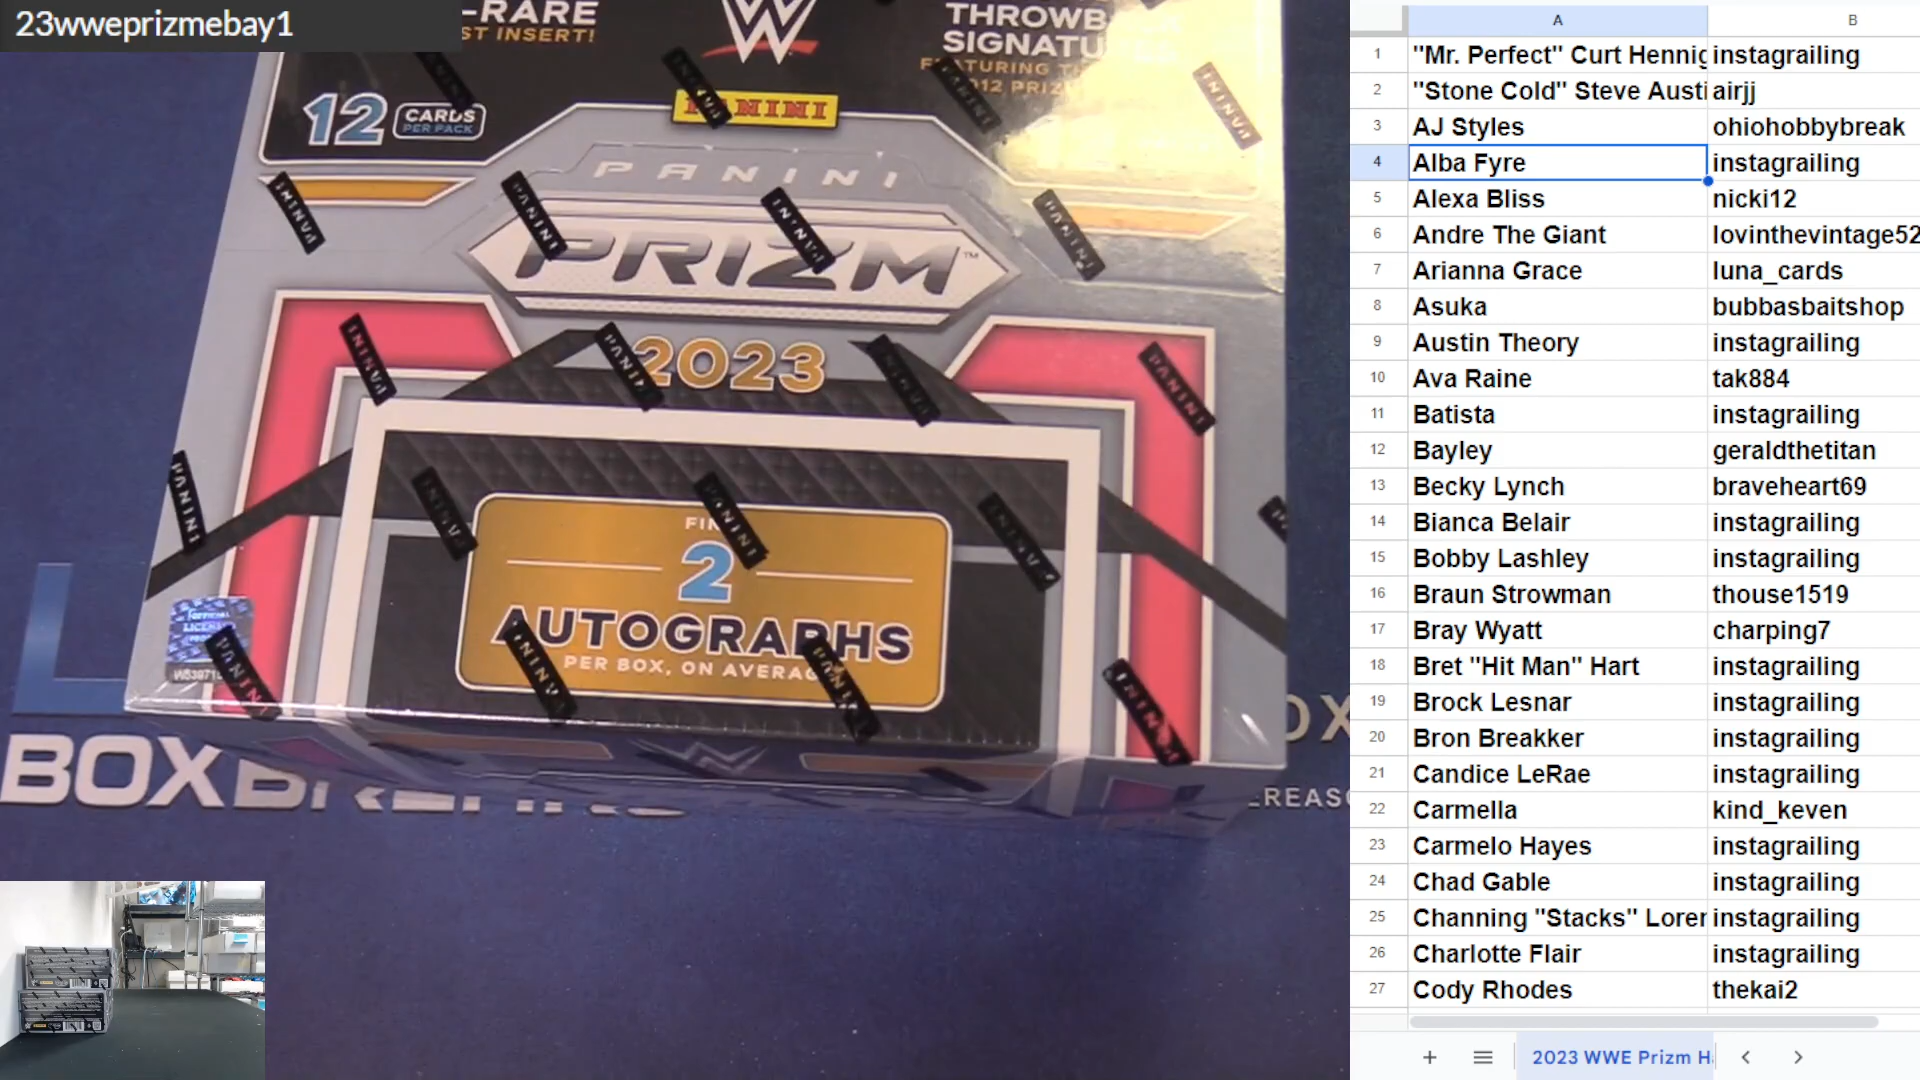 23wweprizmebay1
-RARE
ST INSERT!
THROWB
SIGNATU
12
CARDS
PER PACK
PANINI
PANINI
PRIZM™
2023
2
AUTOGRAPHS
PER BOX, ON AVERAG
BOX
EREAS
A
B
1 "Mr. Perfect" Curt Hennig instagrailing
2 "Stone Cold" Steve Austi airjj
3 AJ Styles ohiohobbybreak
4 Alba Fyre instagrailing
5 Alexa Bliss nicki12
6 Andre The Giant lovinthevintage52
7 Arianna Grace luna_cards
8 Asuka bubbasbaitshop
9 Austin Theory instagrailing
10 Ava Raine tak884
11 Batista instagrailing
12 Bayley geraldthetitan
13 Becky Lynch braveheart69
14 Bianca Belair instagrailing
15 Bobby Lashley instagrailing
16 Braun Strowman thouse1519
17 Bray Wyatt charping7
18 Bret "Hit Man" Hart instagrailing
19 Brock Lesnar instagrailing
20 Bron Breakker instagrailing
21 Candice LeRae instagrailing
22 Carmella kind_keven
23 Carmelo Hayes instagrailing
24 Chad Gable instagrailing
25 Channing "Stacks" Loren instagrailing
26 Charlotte Flair instagrailing
27 Cody Rhodes thekai2
2023 WWE Prizm H